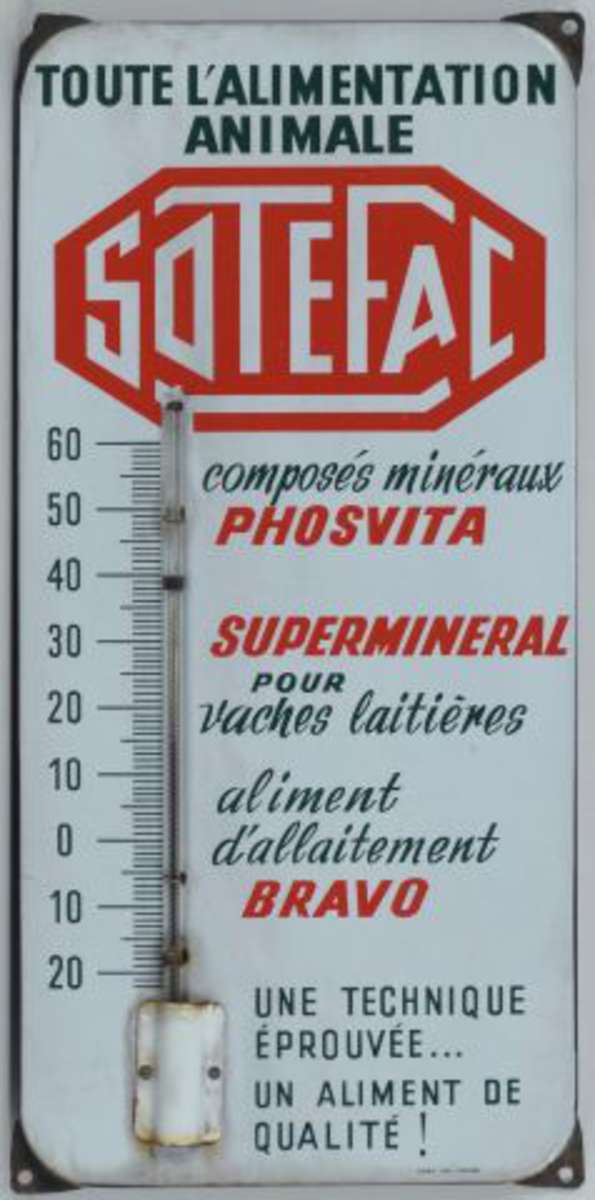 TOUTE L'ALIMENTATION
ANIMALE
SOTEFAC
60
50
40
30
20
10
0
10
20
composés minéraux
PHOSVITA
SUPERMINERAL
POUR
vaches laitières
aliment
d'allaitement
BRAVO
UNE TECHNIQUE
ÉPROUVÉE...
UN ALIMENT DE
QUALITÉ !